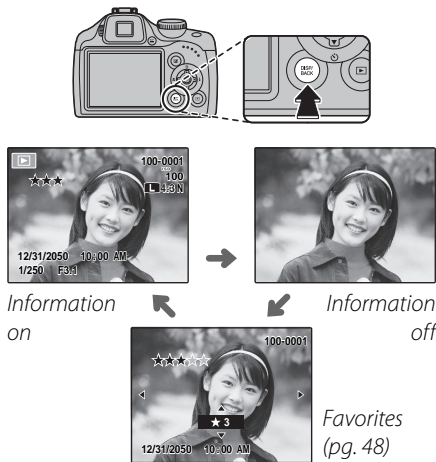 DISP/
BACK
100-0001
ISO
100
L 4:3 N
12/31/2050 10:00 AM
1/250 F3.1
Information
on
Information
off
100-0001
★ 3
12/31/2050 10:00 AM
Favorites
(pg. 48)